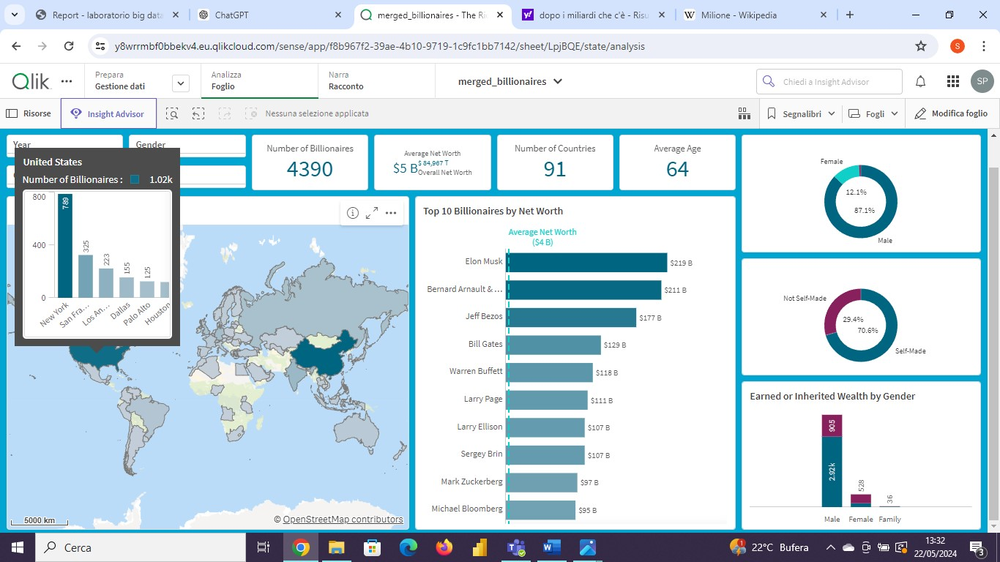 Report - laboratorio big data
ChatGPT
merged_billionaires - The Ri
dopo i miliardi che c'è - Risu
Milione - Wikipedia
y8wrrmbf0bbekv4.eu.qlikcloud.com/sense/app/f8b967f2-39ae-4b10-9719-1c9fc1bb7142/sheet/LpjBQE/state/analysis
S
Qlik
Prepara
Gestione dati
Analizza
Foglio
Narra
Racconto
merged_billionaires
Chiedi a Insight Advisor
SP
Risorse
Insight Advisor
Nessuna selezione applicata
Segnalibri
Fogli
Modifica foglio
Year
Gender
United States
Number of Billionaires :
1.02k
800
400
0
789
325
223
155
125
New York
San Fra...
Los An...
Dallas
Palo Alto
Houston
Number of Billionaires
4390
Average Net Worth
$5 B
$ 84,967 T
Overall Net Worth
Number of Countries
91
Average Age
64
5000 km
© OpenStreetMap contributors
Top 10 Billionaires by Net Worth
Average Net Worth
($4 B)
Elon Musk $219 B
Bernard Arnault & ... $211 B
Jeff Bezos $177 B
Bill Gates $129 B
Warren Buffett $118 B
Larry Page $111 B
Larry Ellison $107 B
Sergey Brin $107 B
Mark Zuckerberg $97 B
Michael Bloomberg $95 B
Female
12.1%
87.1%
Male
Not Self-Made
29.4%
70.6%
Self-Made
Earned or Inherited Wealth by Gender
905
2.92k
528
36
Male
Female
Family
Cerca
22°C Bufera
13:32
22/05/2024
3